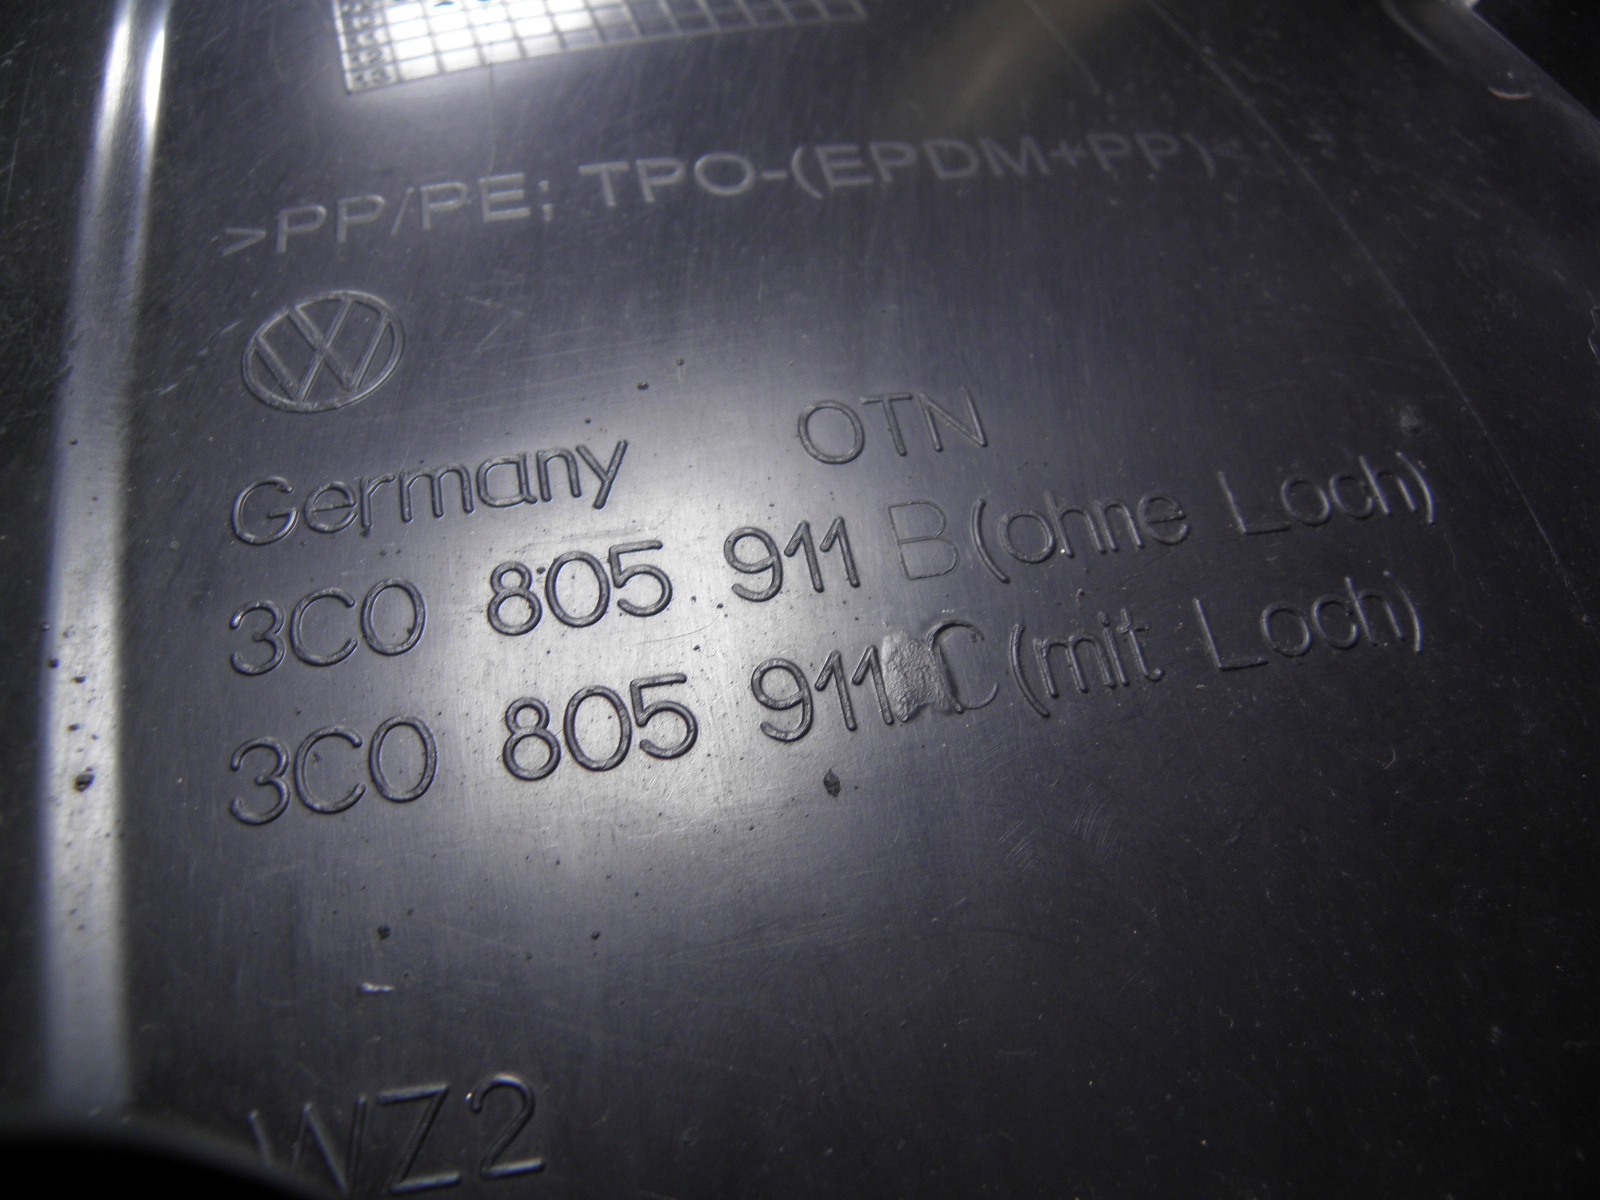 >PP/PE; TPO-(EPDM+PP)<
Germany OTN
3C0 805 911 B (ohne Loch)
3C0 805 911 C (mit Loch)
WZ2